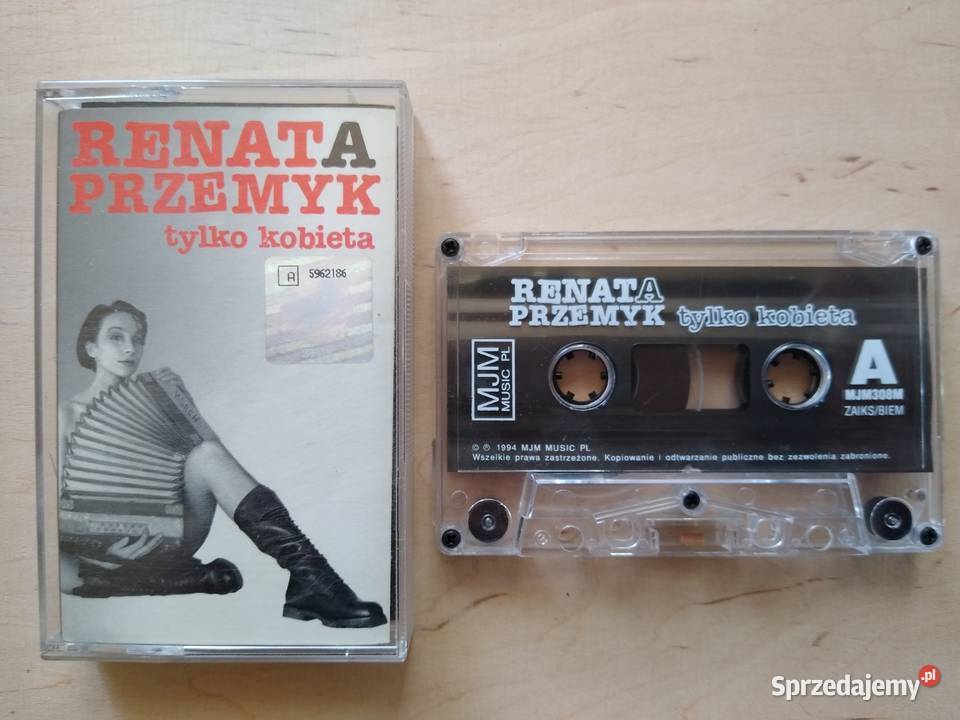 RENATA
PRZEMYK
tylko kobieta
A 5962186
RENATA
PRZEMYK tylko kobieta
MJM
MUSIC PL
A
MJM308M
ZAIKS/BIEM
© ℗ 1994 MJM MUSIC PL
Wszelkie prawa zastrzeżone. Kopiowanie i odtwarzanie publiczne bez zezwolenia zabronione.
Sprzedajemy.pl